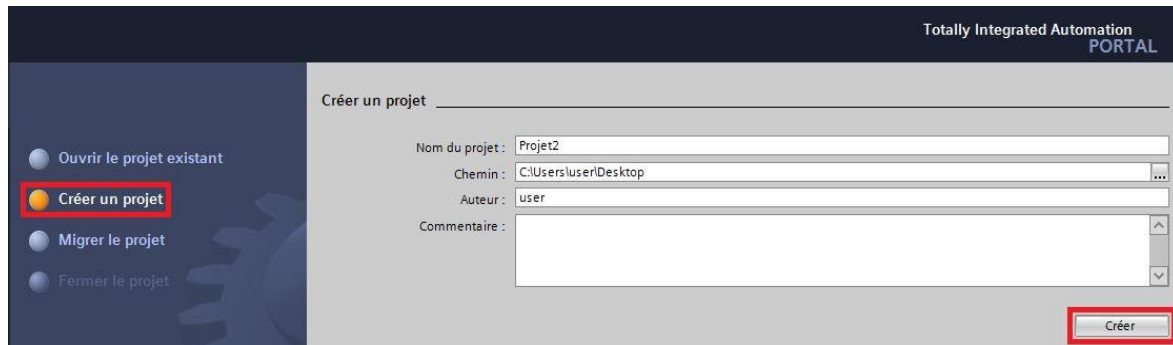 Totally Integrated Automation
PORTAL
Ouvrir le projet existant
Créer un projet
Migrer le projet
Fermer le projet
Créer un projet
Nom du projet : Projet2
Chemin : C:\Users\user\Desktop ...
Auteur : user
Commentaire :
Créer